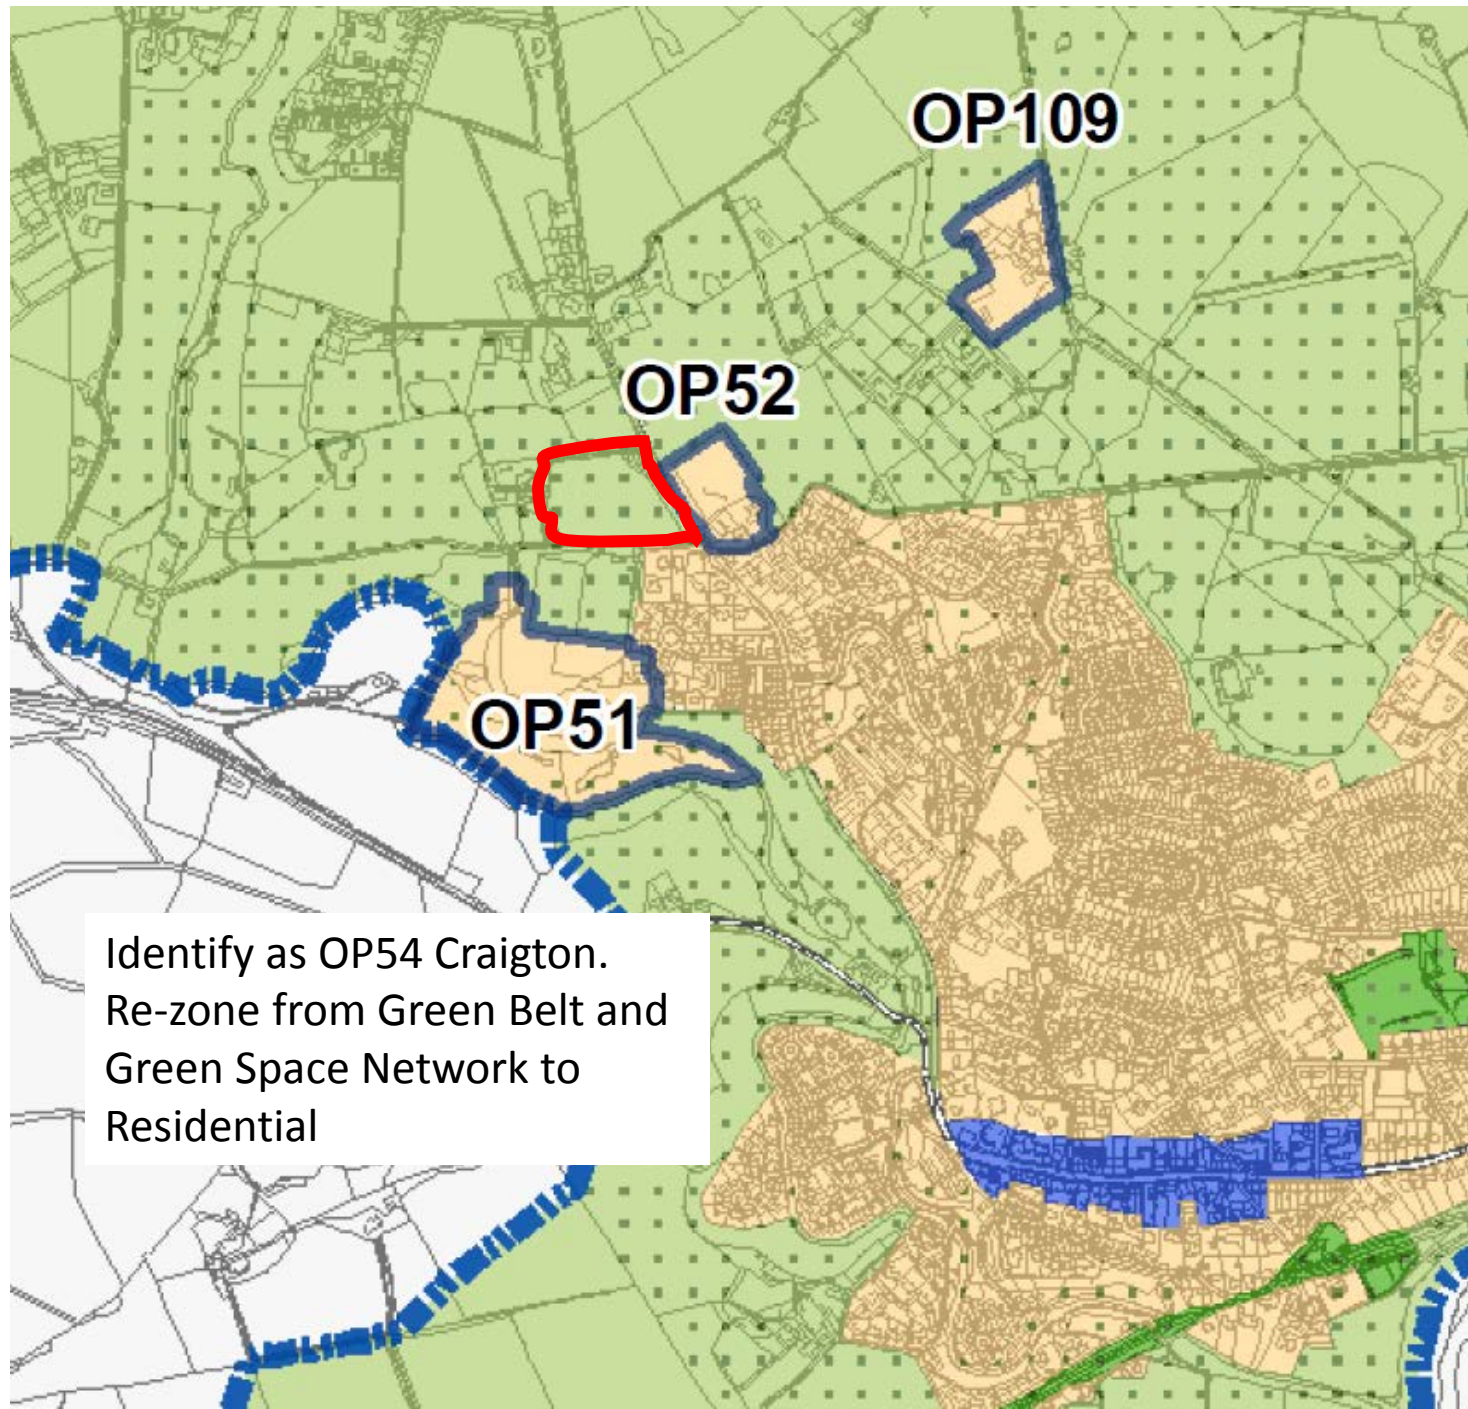 OP109
OP52
OP51
Identify as OP54 Craigton.
Re-zone from Green Belt and
Green Space Network to
Residential